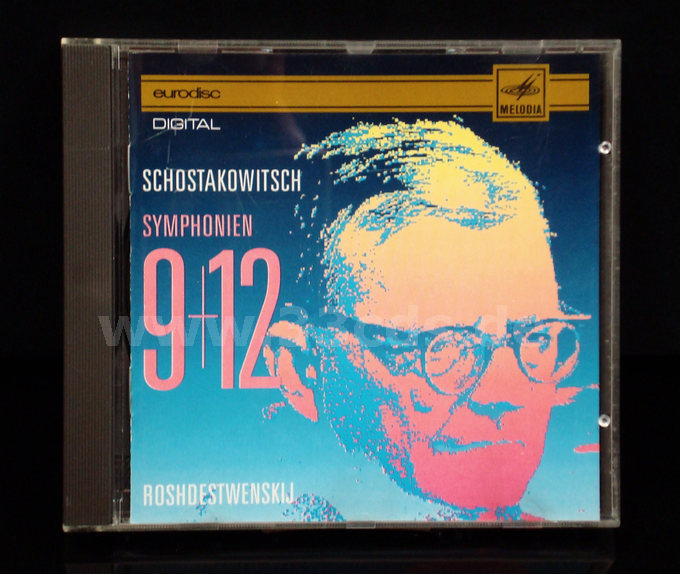 eurodisc
MELODIA
DIGITAL
SCHOSTAKOWITSCH
SYMPHONIEN
9+12
ROSHDESTWENSKIJ